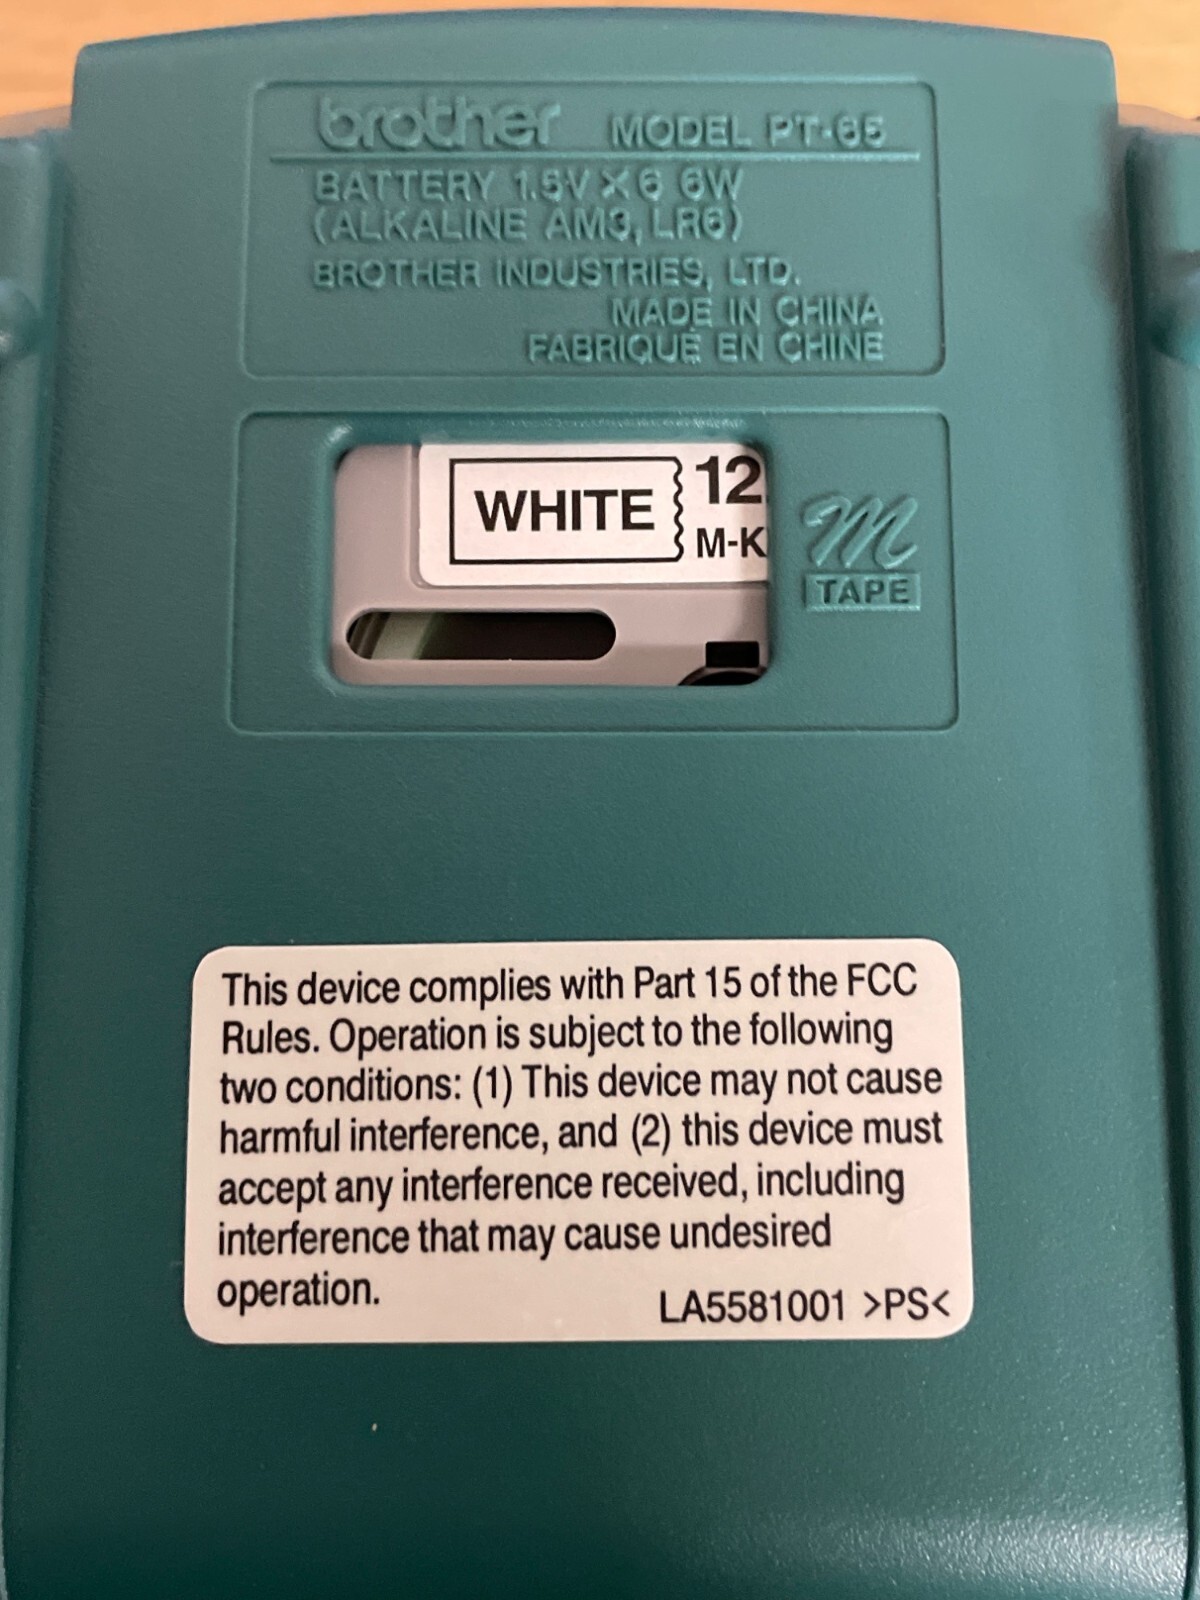 brother MODEL PT-65
BATTERY 1.5V X 6 6W
(ALKALINE AM3, LR6)
BROTHER INDUSTRIES, LTD.
MADE IN CHINA
FABRIQUÉ EN CHINE
WHITE 12
M-K
M
TAPE
This device complies with Part 15 of the FCC
Rules. Operation is subject to the following
two conditions: (1) This device may not cause
harmful interference, and (2) this device must
accept any interference received, including
interference that may cause undesired
operation.
LA5581001 >PS<